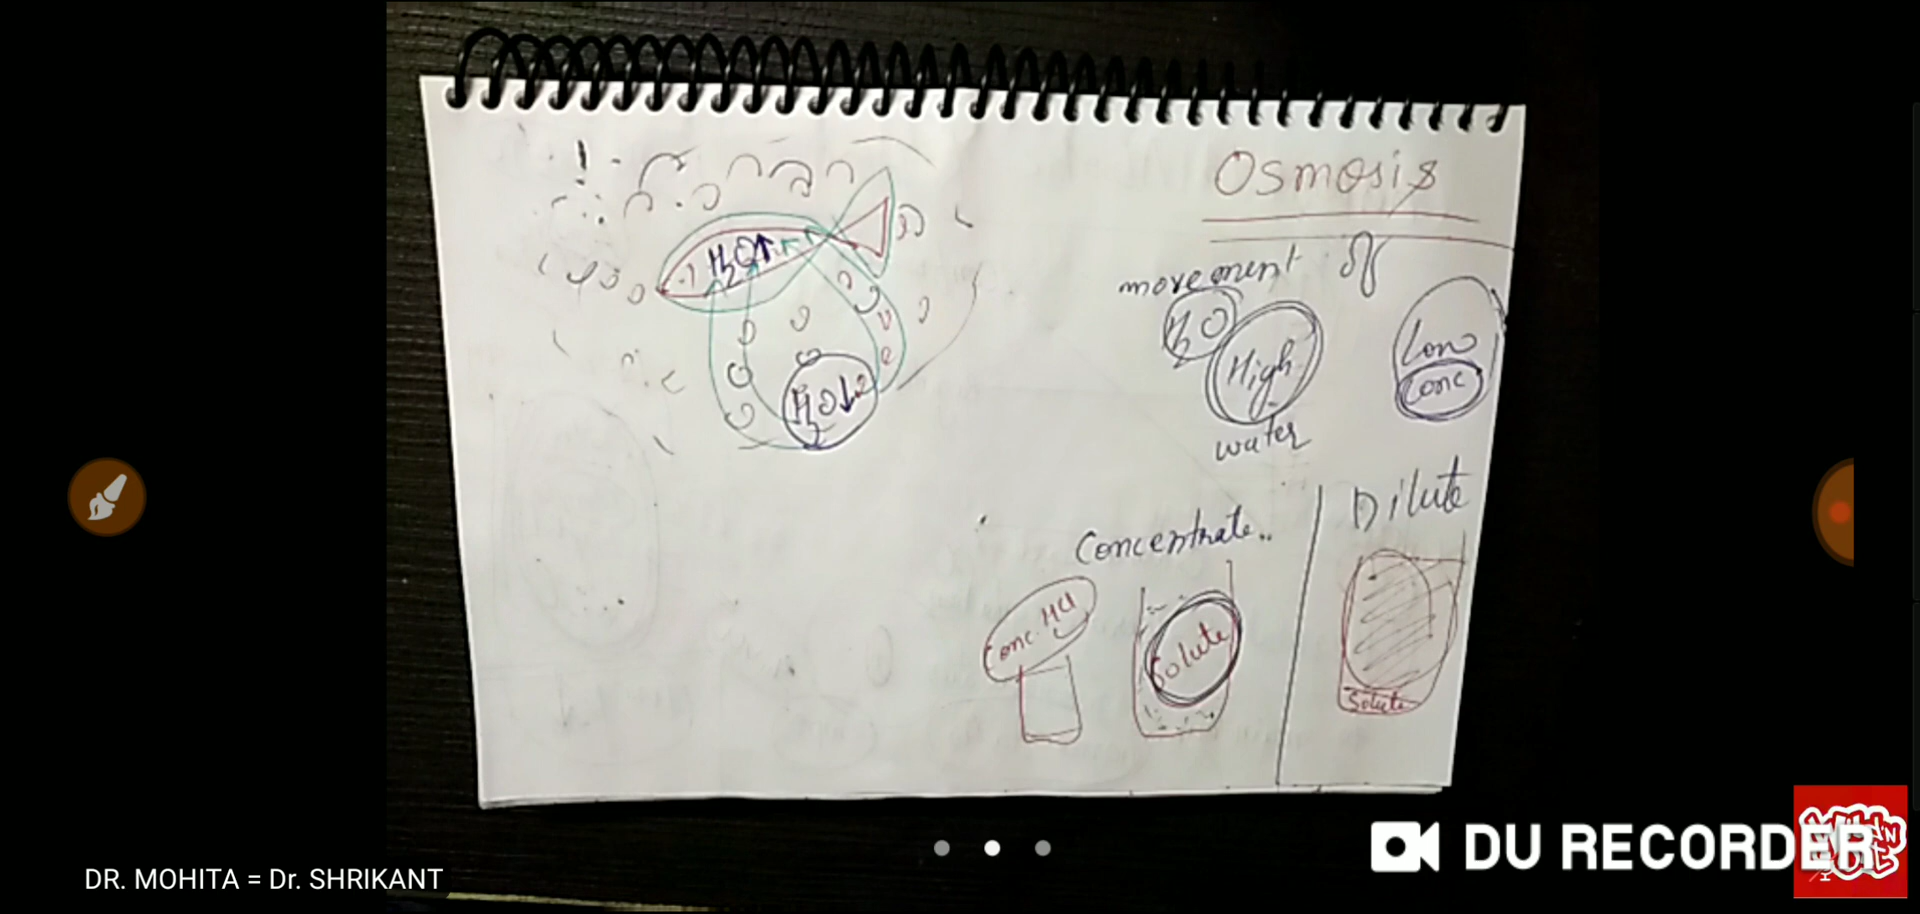 Osmosis
movement of
H2O
High
water
Low
Conc
H2O↑
H2O↓
Concentrate..
Dilute
Conc. HCl
Solute
Solute
DU RECORDER
DR. MOHITA = Dr. SHRIKANT